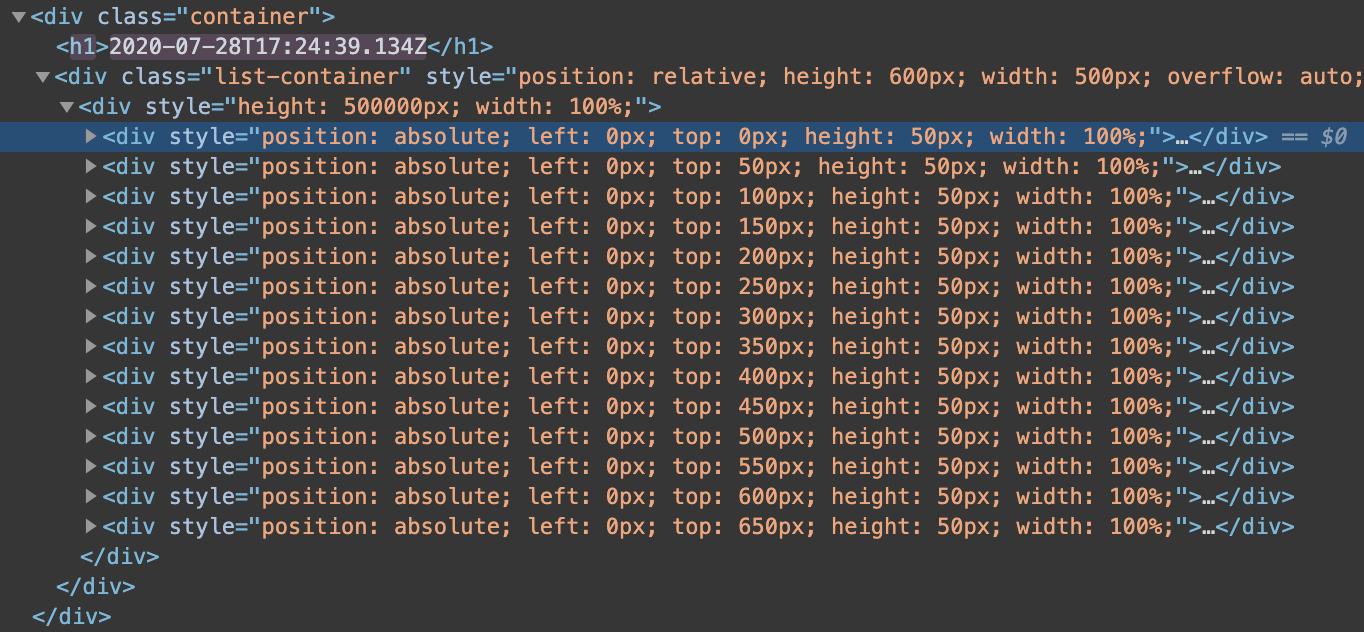 <div class="container">
<h1>2020-07-28T17:24:39.134Z</h1>
<div class="list-container" style="position: relative; height: 600px; width: 500px; overflow: auto;
<div style="height: 500000px; width: 100%;">
<div style="position: absolute; left: 0px; top: 0px; height: 50px; width: 100%;">…</div> == $0
<div style="position: absolute; left: 0px; top: 50px; height: 50px; width: 100%;">…</div>
<div style="position: absolute; left: 0px; top: 100px; height: 50px; width: 100%;">…</div>
<div style="position: absolute; left: 0px; top: 150px; height: 50px; width: 100%;">…</div>
<div style="position: absolute; left: 0px; top: 200px; height: 50px; width: 100%;">…</div>
<div style="position: absolute; left: 0px; top: 250px; height: 50px; width: 100%;">…</div>
<div style="position: absolute; left: 0px; top: 300px; height: 50px; width: 100%;">…</div>
<div style="position: absolute; left: 0px; top: 350px; height: 50px; width: 100%;">…</div>
<div style="position: absolute; left: 0px; top: 400px; height: 50px; width: 100%;">…</div>
<div style="position: absolute; left: 0px; top: 450px; height: 50px; width: 100%;">…</div>
<div style="position: absolute; left: 0px; top: 500px; height: 50px; width: 100%;">…</div>
<div style="position: absolute; left: 0px; top: 550px; height: 50px; width: 100%;">…</div>
<div style="position: absolute; left: 0px; top: 600px; height: 50px; width: 100%;">…</div>
<div style="position: absolute; left: 0px; top: 650px; height: 50px; width: 100%;">…</div>
</div>
</div>
</div>